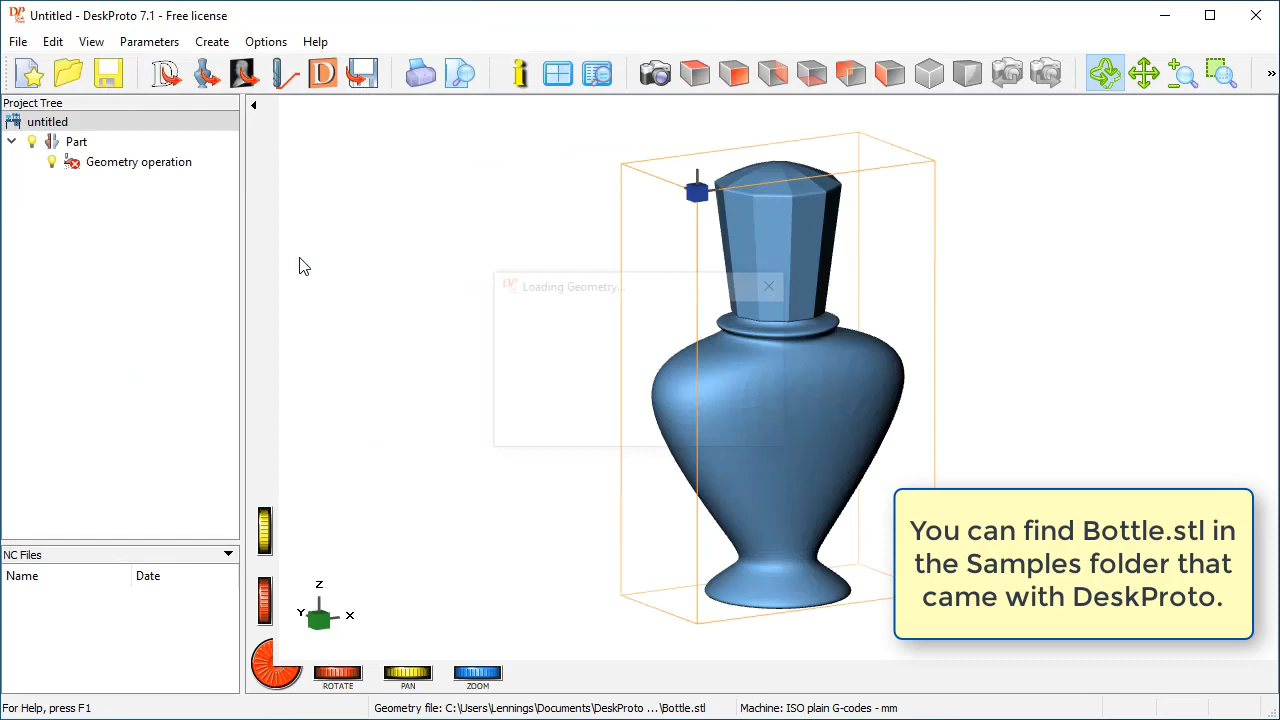 Untitled - DeskProto 7.1 - Free license
File Edit View Parameters Create Options Help
Project Tree
untitled
Part
Geometry operation
Loading Geometry...
You can find Bottle.stl in
the Samples folder that
came with DeskProto.
NC Files
Name Date
Z
Y X
ROTATE PAN ZOOM
For Help, press F1 Geometry file: C:\Users\Lennings\Documents\DeskProto ...\Bottle.stl Machine: ISO plain G-codes - mm